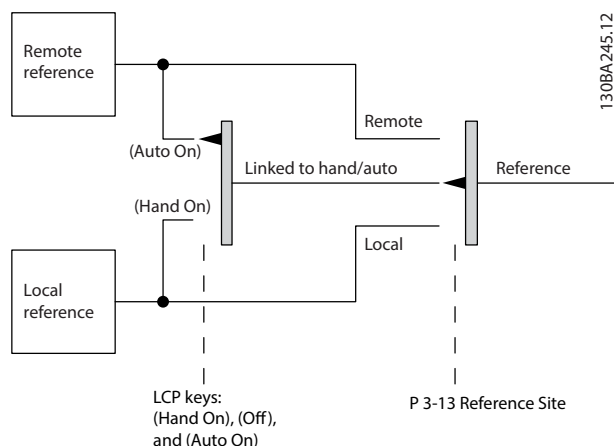 Remote
reference
130BA245.12
Remote
(Auto On)
Linked to hand/auto
Reference
(Hand On)
Local
Local
reference
LCP keys:
(Hand On), (Off),
and (Auto On)
P 3-13 Reference Site